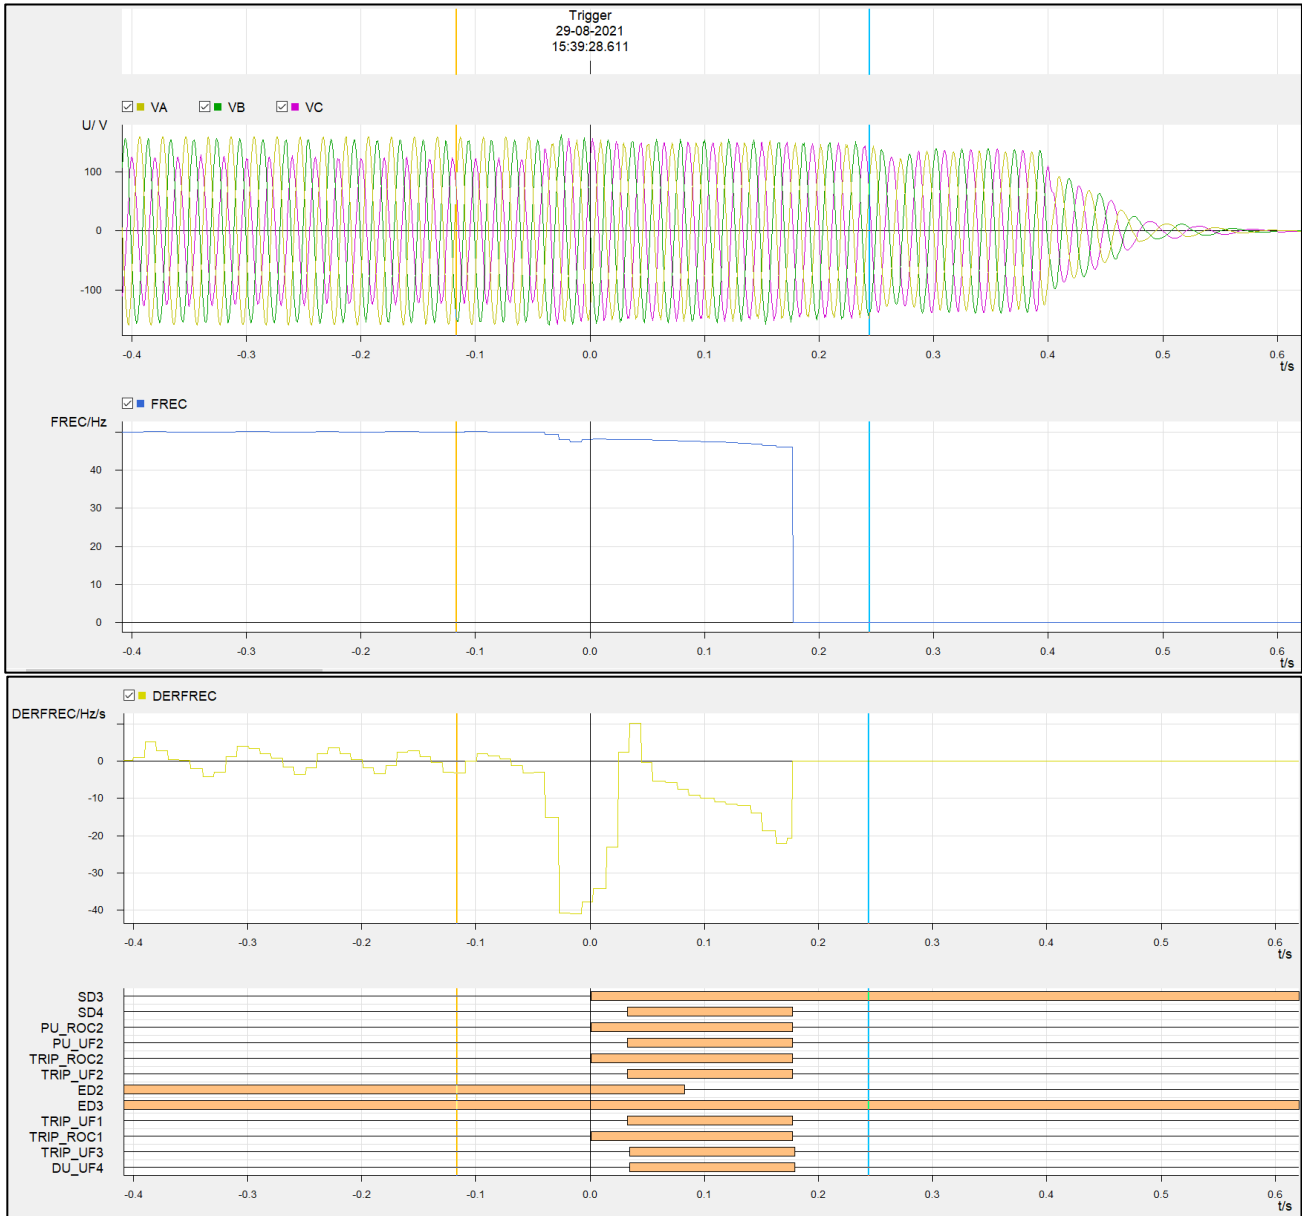 Trigger
29-08-2021
15:39:28.611
VA VB VC
U/ V
100
0
-100
-0.4 -0.3 -0.2 -0.1 0.0 0.1 0.2 0.3 0.4 0.5 0.6
t/s
FREC
FREC/Hz
40
30
20
10
0
-0.4 -0.3 -0.2 -0.1 0.0 0.1 0.2 0.3 0.4 0.5 0.6
t/s
DERFREC
DERFREC/Hz/s
0
-10
-20
-30
-40
-0.4 -0.3 -0.2 -0.1 0.0 0.1 0.2 0.3 0.4 0.5 0.6
t/s
SD3
SD4
PU_ROC2
PU_UF2
TRIP_ROC2
TRIP_UF2
ED2
ED3
TRIP_UF1
TRIP_ROC1
TRIP_UF3
DU_UF4
-0.4 -0.3 -0.2 -0.1 0.0 0.1 0.2 0.3 0.4 0.5 0.6
t/s